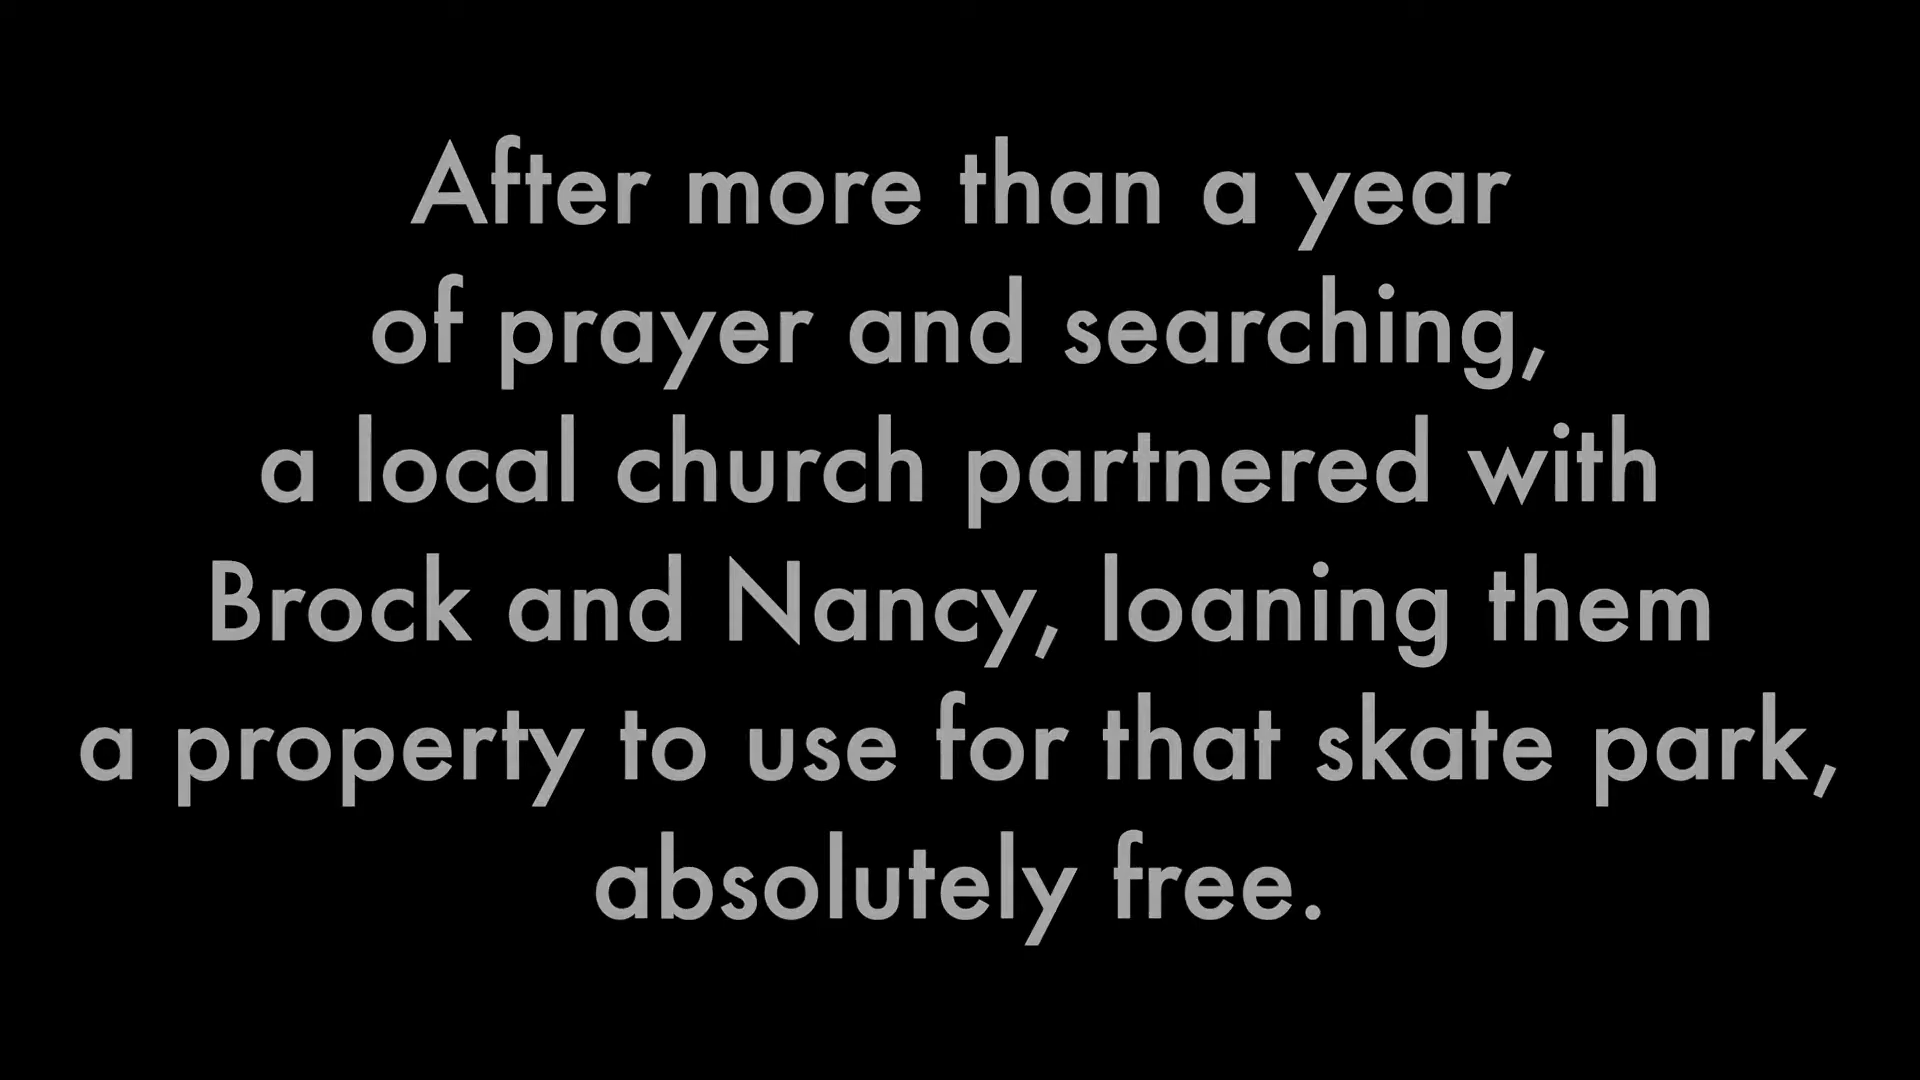 After more than a year
of prayer and searching,
a local church partnered with
Brock and Nancy, loaning them
a property to use for that skate park,
absolutely free.